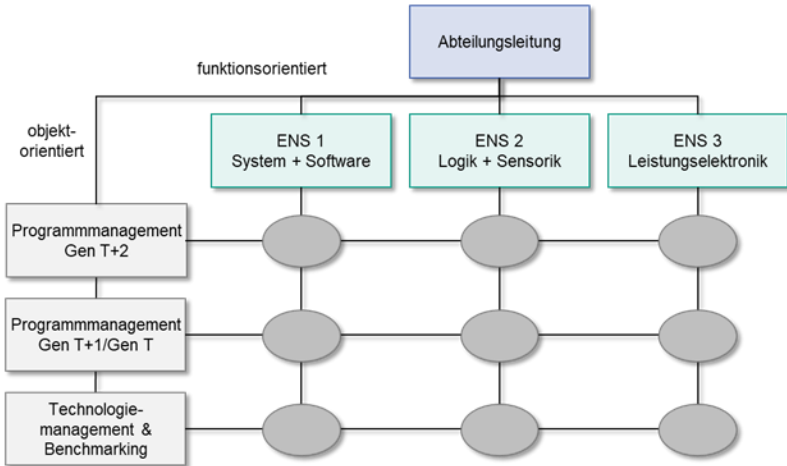 Abteilungsleitung
funktionsorientiert
objekt-
orientiert
ENS 1
System + Software
ENS 2
Logik + Sensorik
ENS 3
Leistungselektronik
Programmmanagement
Gen T+2
Programmmanagement
Gen T+1/Gen T
Technologie-
management &
Benchmarking